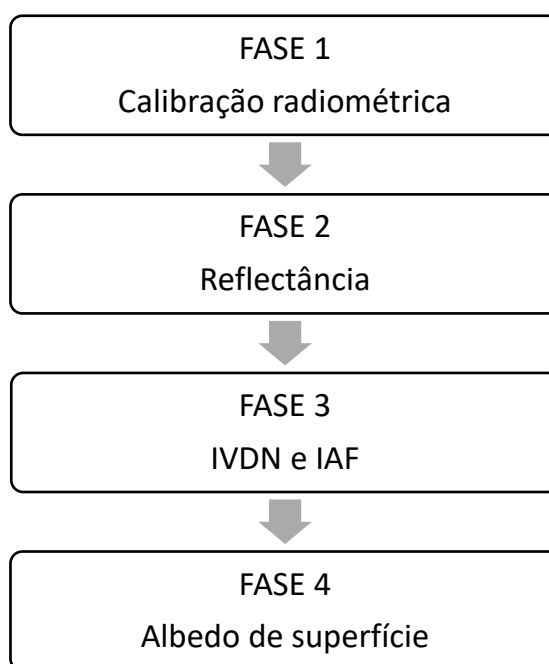 FASE 1
Calibração radiométrica
FASE 2
Reflectância
FASE 3
IVDN e IAF
FASE 4
Albedo de superfície